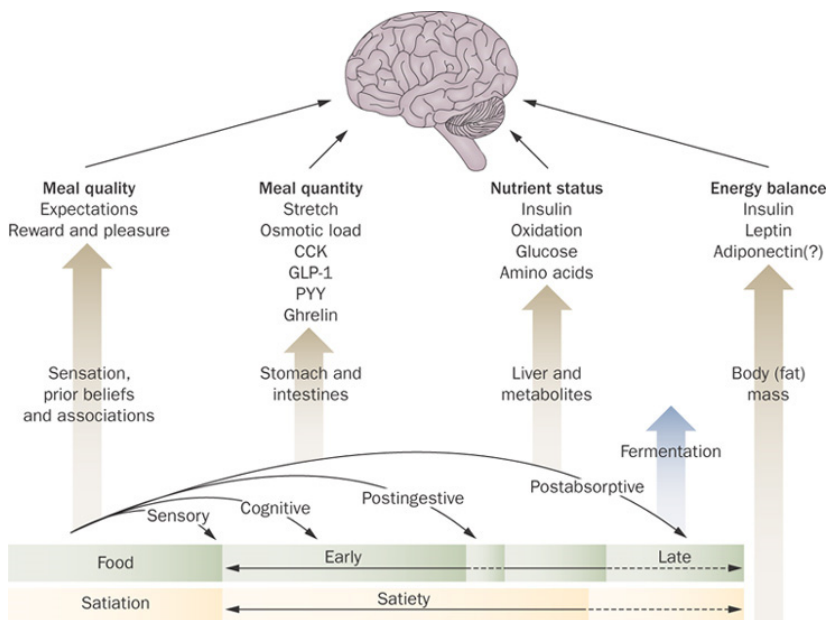 Meal quality
Expectations
Reward and pleasure
Meal quantity
Stretch
Osmotic load
CCK
GLP-1
PYY
Ghrelin
Nutrient status
Insulin
Oxidation
Glucose
Amino acids
Energy balance
Insulin
Leptin
Adiponectin(?)
Sensation,
prior beliefs
and associations
Stomach and
intestines
Liver and
metabolites
Body (fat)
mass
Fermentation
Sensory
Cognitive
Postingestive
Postabsorptive
Food
Early
Late
Satiation
Satiety